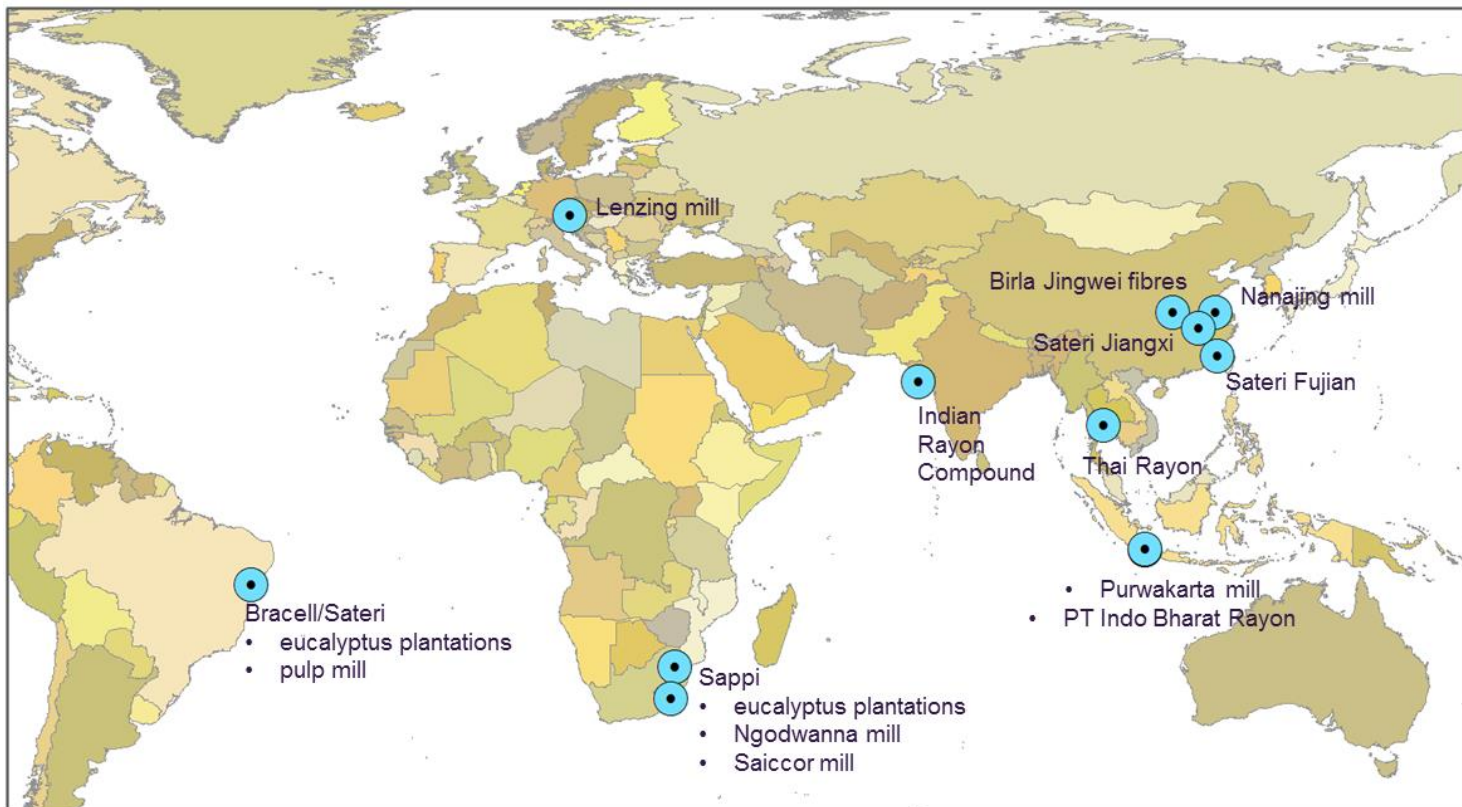 Lenzing mill
Birla Jingwei fibres
Nanajing mill
Sateri Jiangxi
Sateri Fujian
Indian
Rayon
Compound
Thai Rayon
• Purwakarta mill
• PT Indo Bharat Rayon
Bracell/Sateri
• eucalyptus plantations
• pulp mill
Sappi
• eucalyptus plantations
• Ngodwanna mill
• Saiccor mill